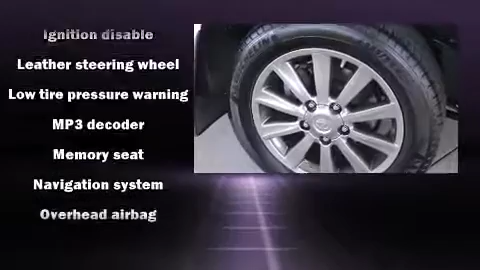 Ignition disable
Leather steering wheel
Low tire pressure warning
MP3 decoder
Memory seat
Navigation system
Overhead airbag